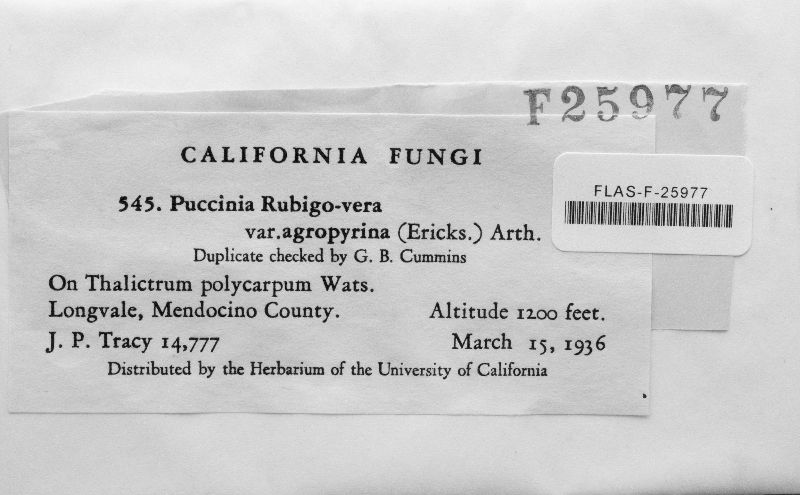 F25977
CALIFORNIA FUNGI
FLAS-F-25977
545. Puccinia Rubigo-vera
var.agropyrina (Ericks.) Arth.
Duplicate checked by G. B. Cummins
On Thalictrum polycarpum Wats.
Longvale, Mendocino County. Altitude 1200 feet.
J. P. Tracy 14,777 March 15, 1936
Distributed by the Herbarium of the University of California